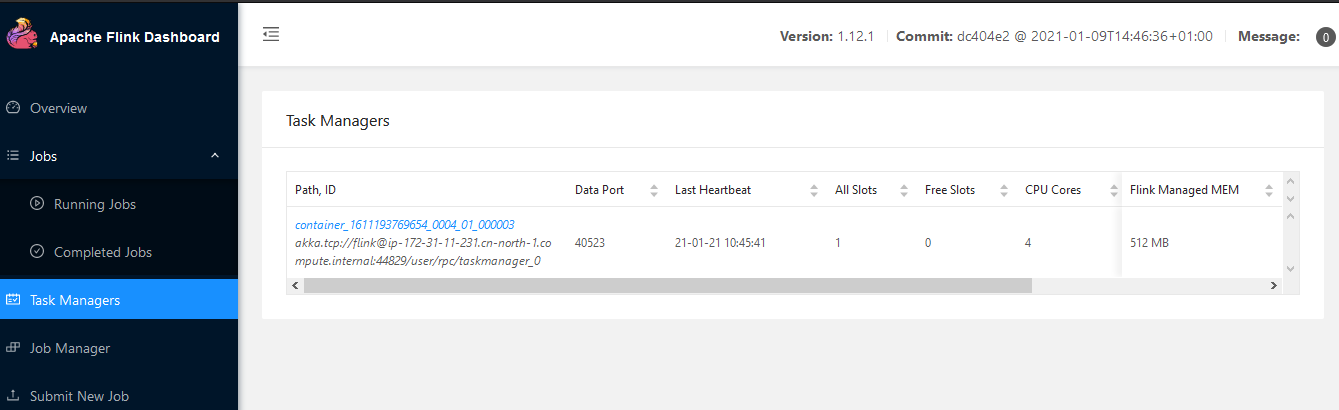 Apache Flink Dashboard
Version: 1.12.1 Commit: dc404e2 @ 2021-01-09T14:46:36+01:00 Message: 0
Overview
Jobs
Running Jobs
Completed Jobs
Task Managers
Job Manager
Submit New Job
Task Managers
Path, ID Data Port Last Heartbeat All Slots Free Slots CPU Cores Flink Managed MEM
container_1611193769654_0004_01_000003
akka.tcp://flink@ip-172-31-11-231.cn-north-1.co
mpute.internal:44829/user/rpc/taskmanager_0
40523 21-01-21 10:45:41 1 0 4 512 MB